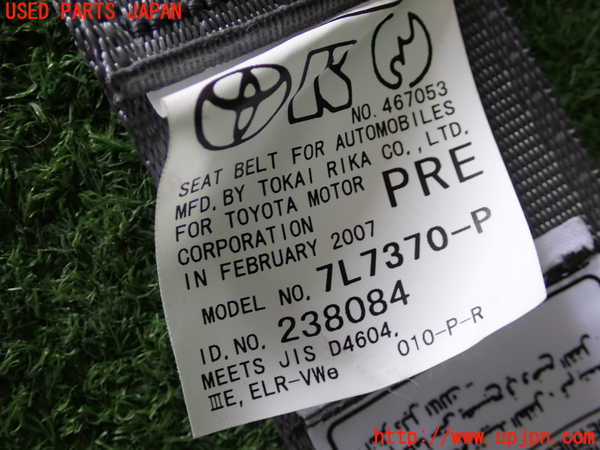 USED PARTS JAPAN
K
NO. 467053
SEAT BELT FOR AUTOMOBILES
MFD. BY TOKAI RIKA CO., LTD.
FOR TOYOTA MOTOR PRE
CORPORATION
IN FEBRUARY 2007
MODEL NO. 7L7370-P
ID. NO. 238084
MEETS JIS D4604. 010-P-R
ⅢE, ELR-VWe
http://www.upjpn.com/